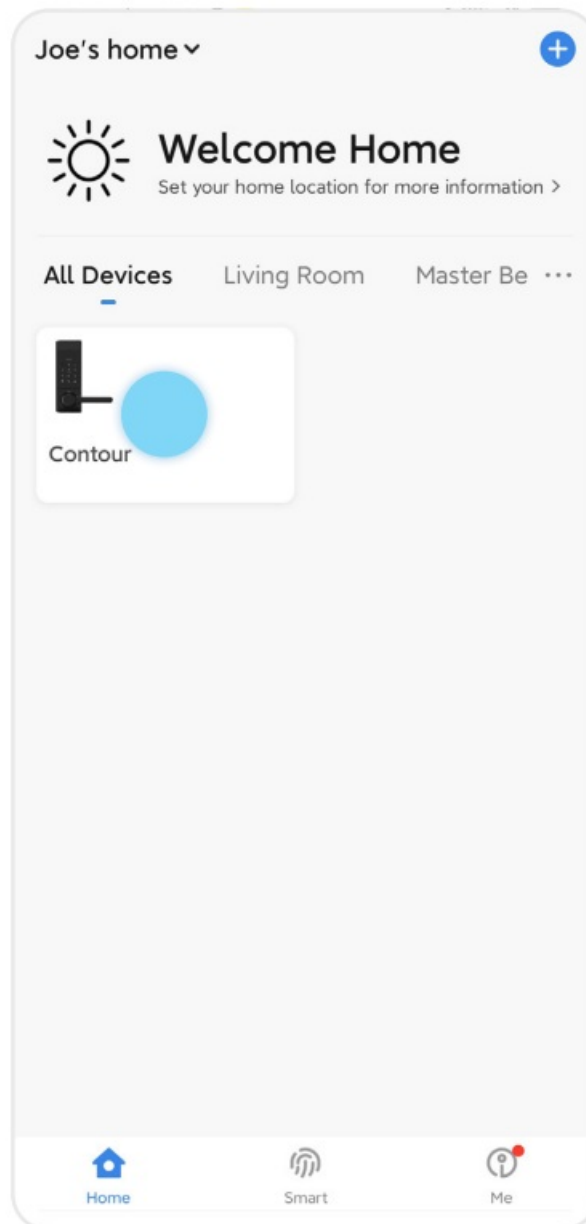 Joe's home
Welcome Home
Set your home location for more information >
All Devices Living Room Master Be ...
Contour
Home Smart Me